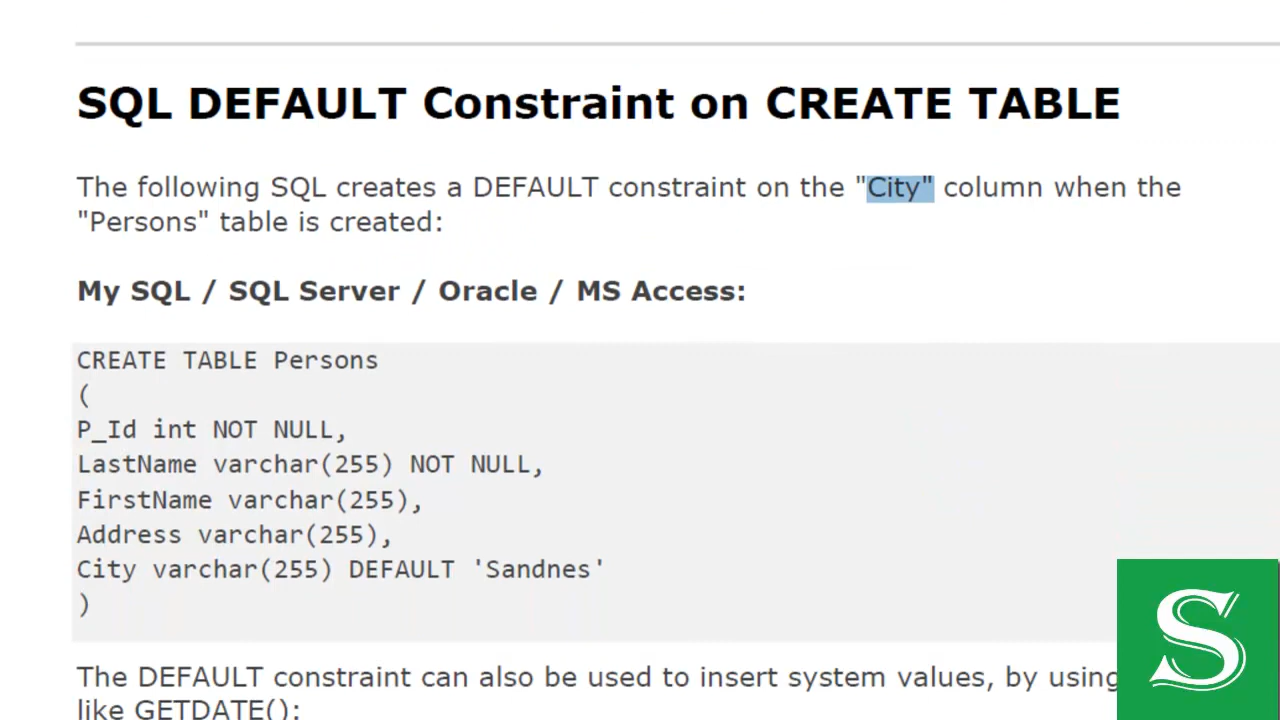 SQL DEFAULT Constraint on CREATE TABLE
The following SQL creates a DEFAULT constraint on the "City" column when the
"Persons" table is created:
My SQL / SQL Server / Oracle / MS Access:
CREATE TABLE Persons
(
P_Id int NOT NULL,
LastName varchar(255) NOT NULL,
FirstName varchar(255),
Address varchar(255),
City varchar(255) DEFAULT 'Sandnes'
)
The DEFAULT constraint can also be used to insert system values, by using
like GETDATE():
S